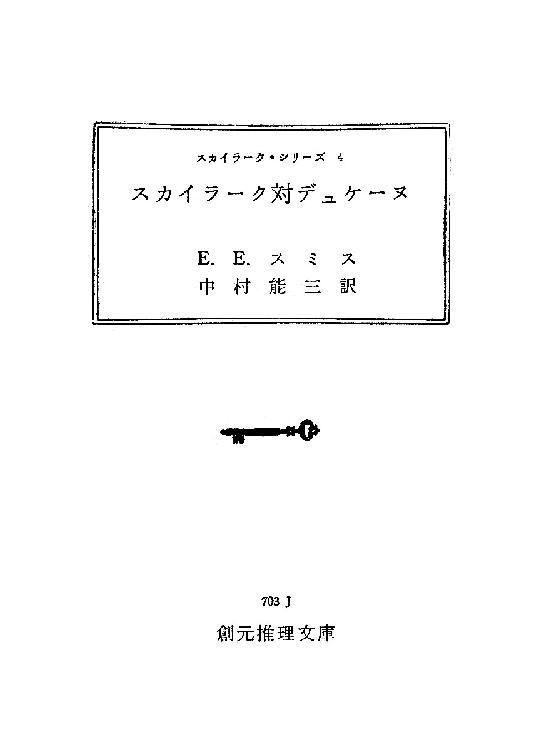 スカイラーク・シリーズ 4
スカイラーク対デュケーヌ
E. E. スミス
中村能三訳
703 J
創元推理文庫